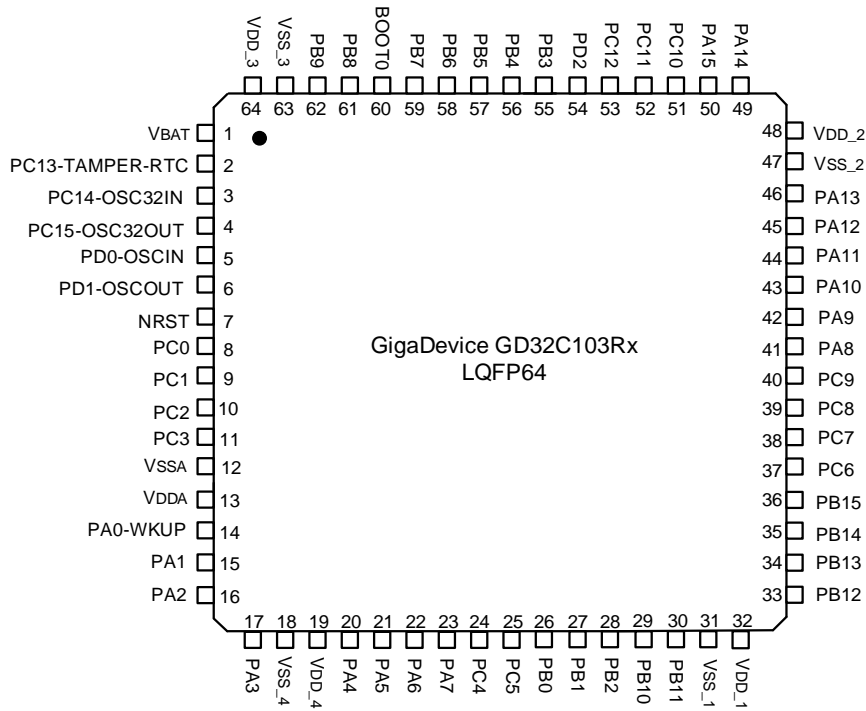 VDD_3 VSS_3 PB9 PB8 BOOT0 PB7 PB6 PB5 PB4 PB3 PD2 PC12 PC11 PC10 PA15 PA14
64 63 62 61 60 59 58 57 56 55 54 53 52 51 50 49
VBAT 1 48 VDD_2
PC13-TAMPER-RTC 2 47 VSS_2
PC14-OSC32IN 3 46 PA13
PC15-OSC32OUT 4 45 PA12
PD0-OSCIN 5 44 PA11
PD1-OSCOUT 6 43 PA10
NRST 7 42 PA9
PC0 8 41 PA8
GigaDevice GD32C103Rx
LQFP64
PC1 9 40 PC9
PC2 10 39 PC8
PC3 11 38 PC7
VSSA 12 37 PC6
VDDA 13 36 PB15
PA0-WKUP 14 35 PB14
PA1 15 34 PB13
PA2 16 33 PB12
17 18 19 20 21 22 23 24 25 26 27 28 29 30 31 32
PA3 VSS_4 VDD_4 PA4 PA5 PA6 PA7 PC4 PC5 PB0 PB1 PB2 PB10 PB11 VSS_1 VDD_1